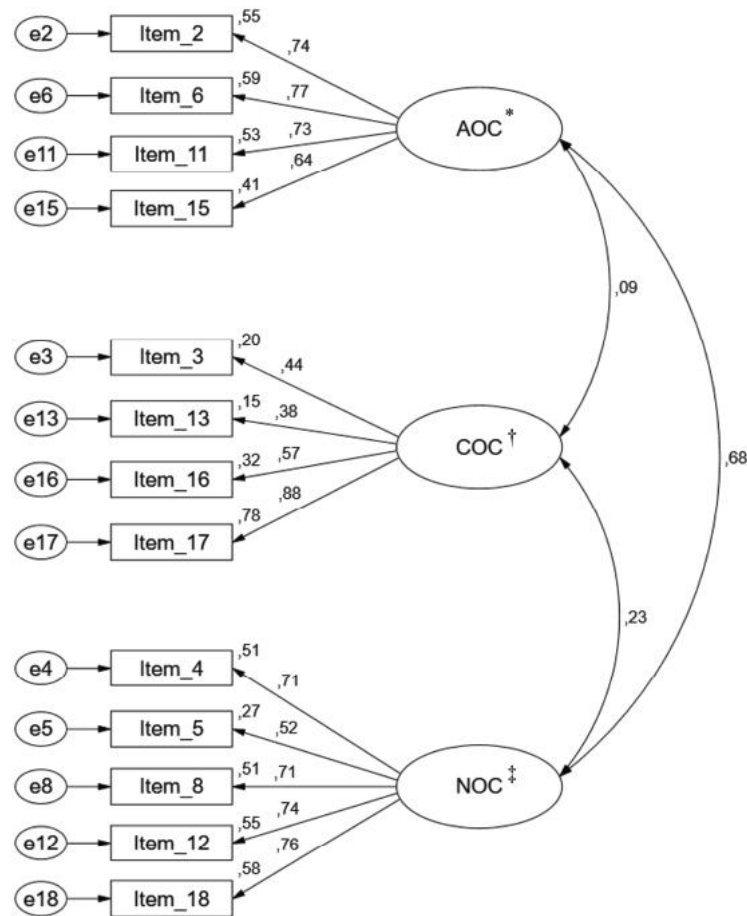 e2 Item_2 ,55 ,74
e6 Item_6 ,59 ,77
AOC *
e11 Item_11 ,53 ,73
e15 Item_15 ,41 ,64
,09
e3 Item_3 ,20 ,44
e13 Item_13 ,15 ,38
COC †
e16 Item_16 ,32 ,57
,68
e17 Item_17 ,78 ,88
,23
e4 Item_4 ,51 ,71
e5 Item_5 ,27 ,52
e8 Item_8 ,51 ,71
NOC ‡
e12 Item_12 ,55 ,74
e18 Item_18 ,58 ,76